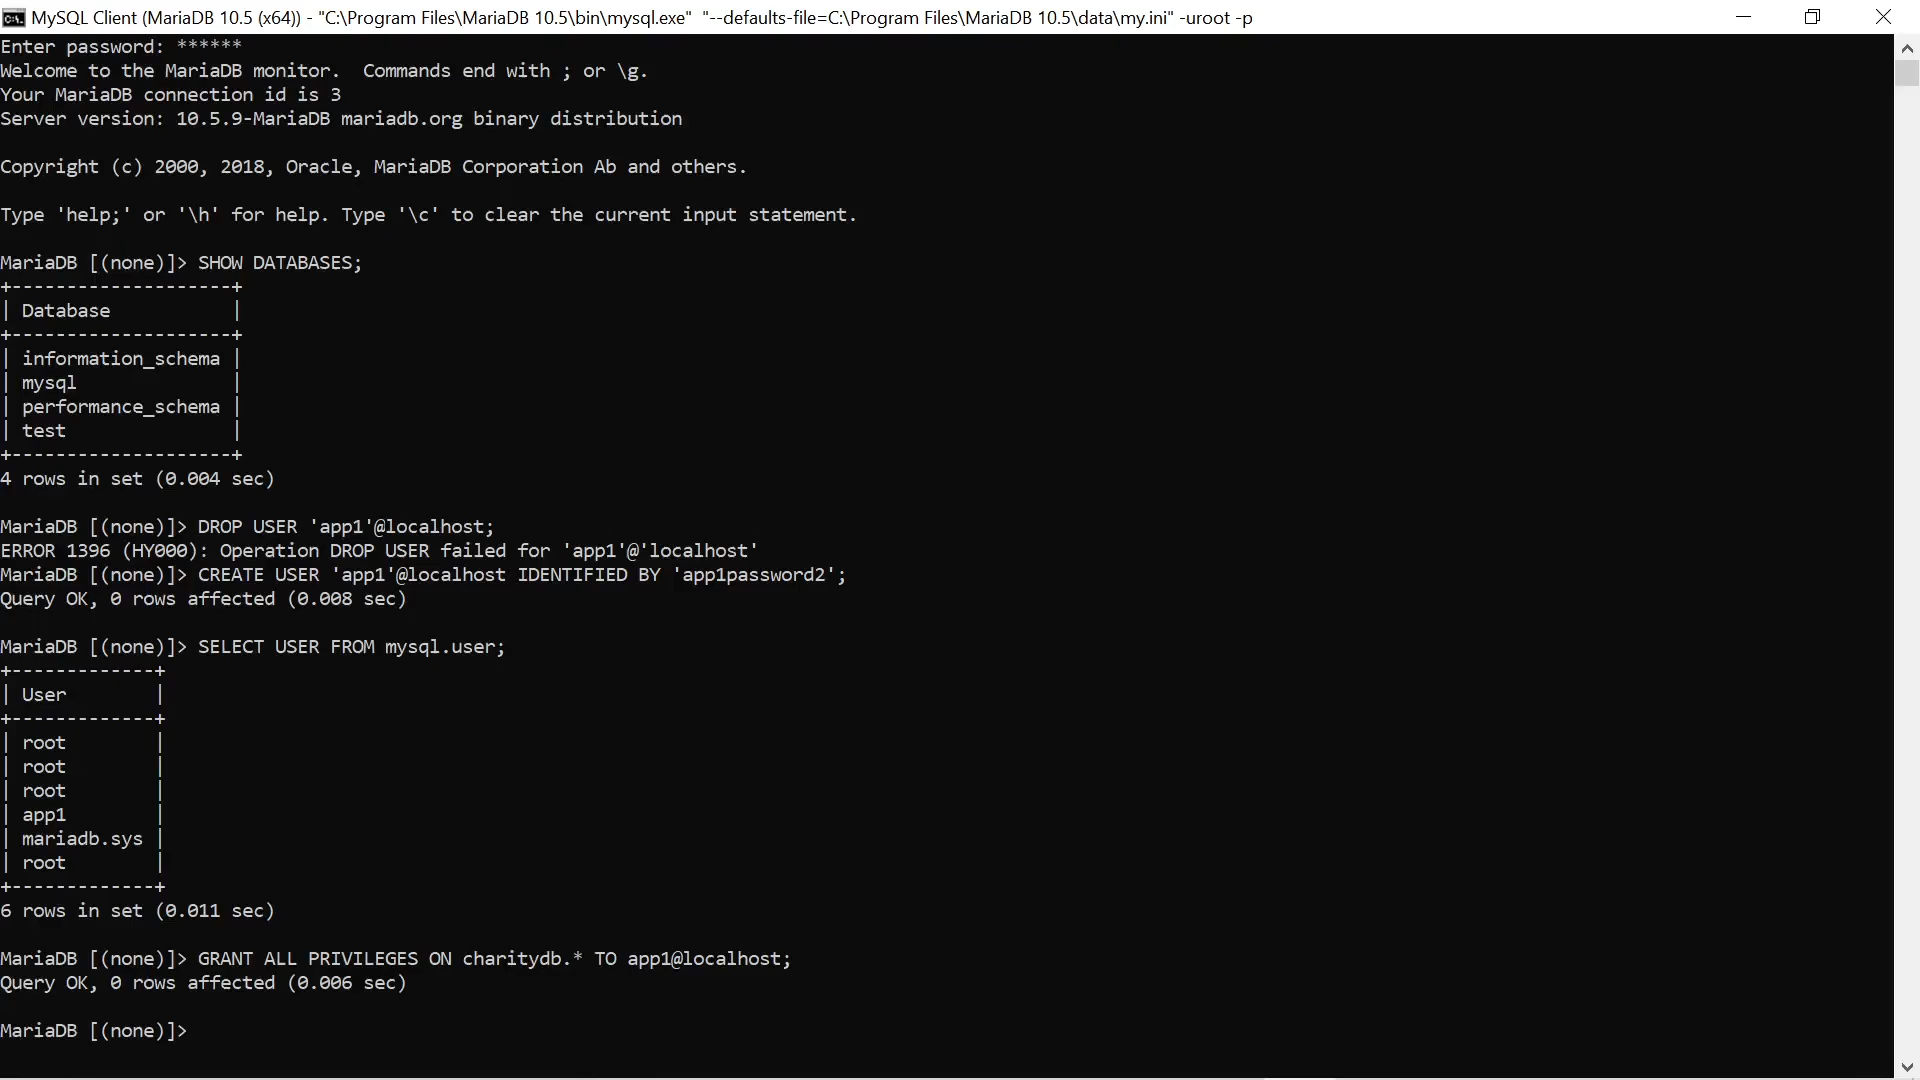 MySQL Client (MariaDB 10.5 (x64)) - "C:\Program Files\MariaDB 10.5\bin\mysql.exe"  "--defaults-file=C:\Program Files\MariaDB 10.5\data\my.ini" -uroot -p
Enter password: ******
Welcome to the MariaDB monitor.  Commands end with ; or \g.
Your MariaDB connection id is 3
Server version: 10.5.9-MariaDB mariadb.org binary distribution

Copyright (c) 2000, 2018, Oracle, MariaDB Corporation Ab and others.

Type 'help;' or '\h' for help. Type '\c' to clear the current input statement.

MariaDB [(none)]> SHOW DATABASES;
+--------------------+
| Database           |
+--------------------+
| information_schema |
| mysql              |
| performance_schema |
| test               |
+--------------------+
4 rows in set (0.004 sec)

MariaDB [(none)]> DROP USER 'app1'@localhost;
ERROR 1396 (HY000): Operation DROP USER failed for 'app1'@'localhost'
MariaDB [(none)]> CREATE USER 'app1'@localhost IDENTIFIED BY 'app1password2';
Query OK, 0 rows affected (0.008 sec)

MariaDB [(none)]> SELECT USER FROM mysql.user;
+-------------+
| User        |
+-------------+
| root        |
| root        |
| root        |
| app1        |
| mariadb.sys |
| root        |
+-------------+
6 rows in set (0.011 sec)

MariaDB [(none)]> GRANT ALL PRIVILEGES ON charitydb.* TO app1@localhost;
Query OK, 0 rows affected (0.006 sec)

MariaDB [(none)]>